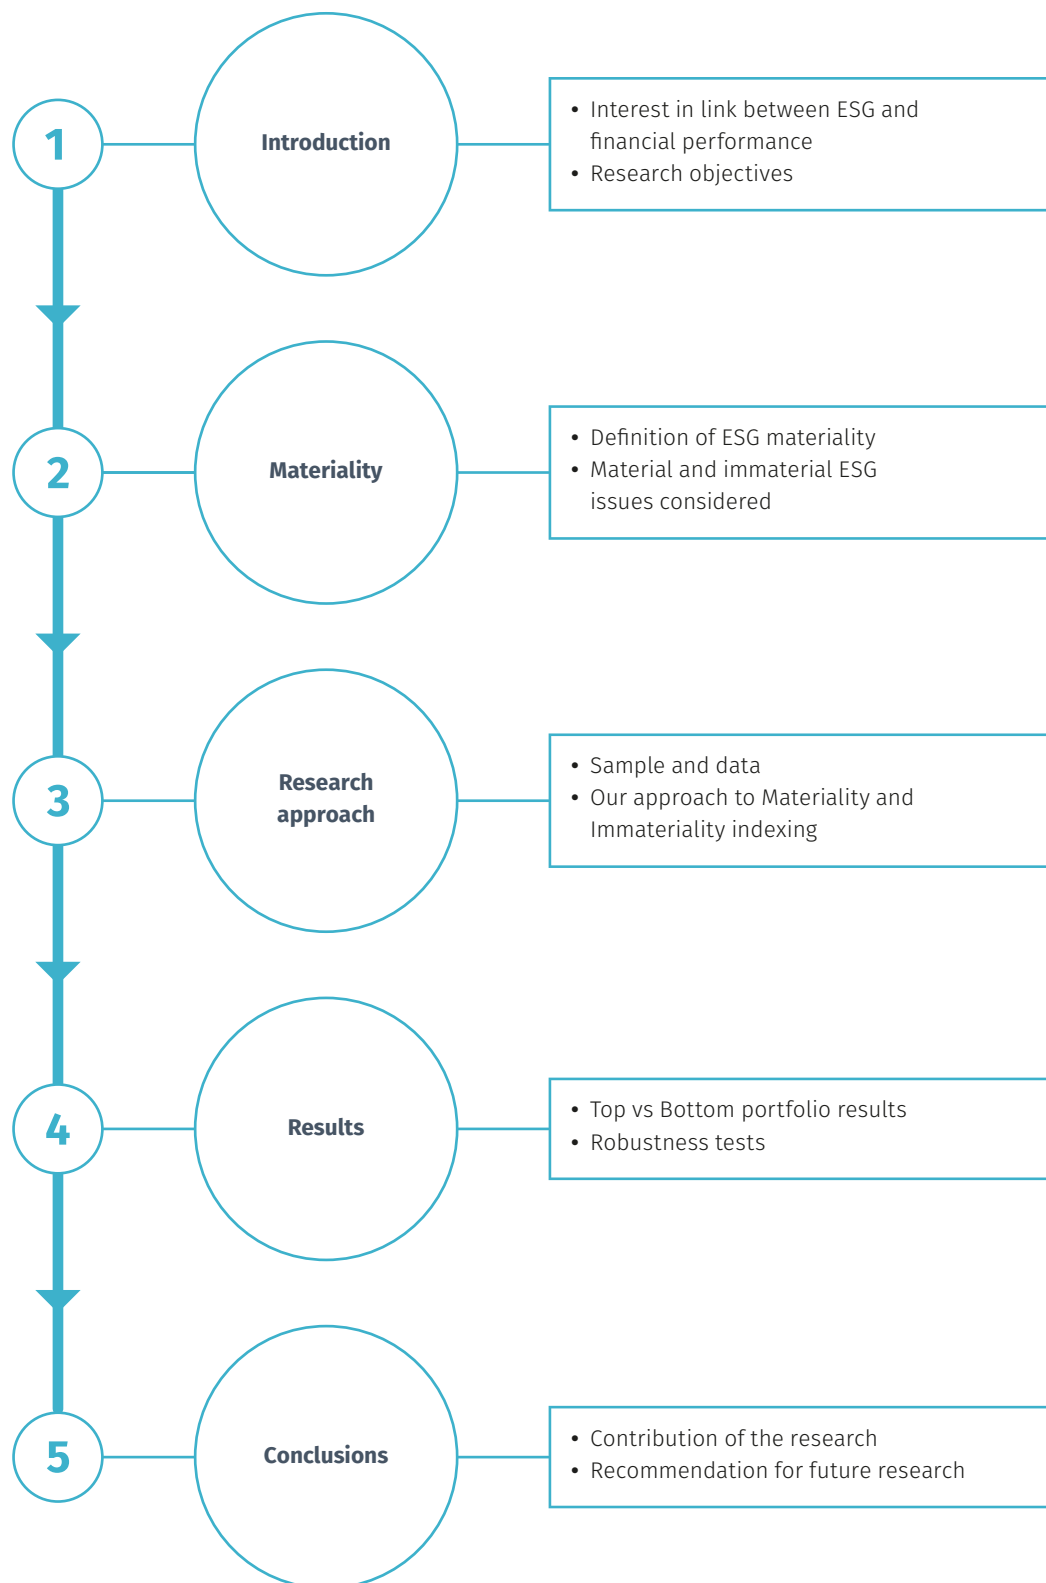 1
Introduction
• Interest in link between ESG and
financial performance
• Research objectives
2
Materiality
• Definition of ESG materiality
• Material and immaterial ESG
issues considered
3
Research
approach
• Sample and data
• Our approach to Materiality and
Immateriality indexing
4
Results
• Top vs Bottom portfolio results
• Robustness tests
5
Conclusions
• Contribution of the research
• Recommendation for future research